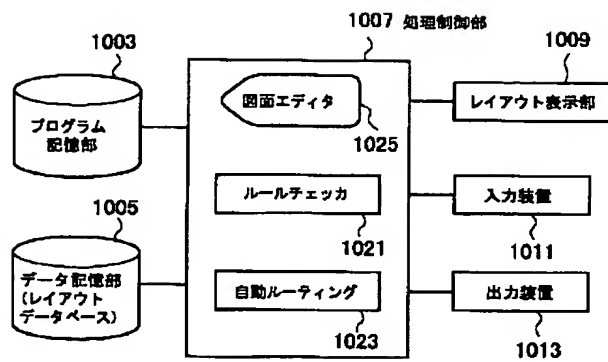 1007 処理制御部
1003
プログラム
記憶部
図面エディタ
1025
1009
レイアウト表示部
1005
データ記憶部
(レイアウト
データベース)
ルールチェッカ
1021
入力装置
1011
自動ルーティング
1023
出力装置
1013